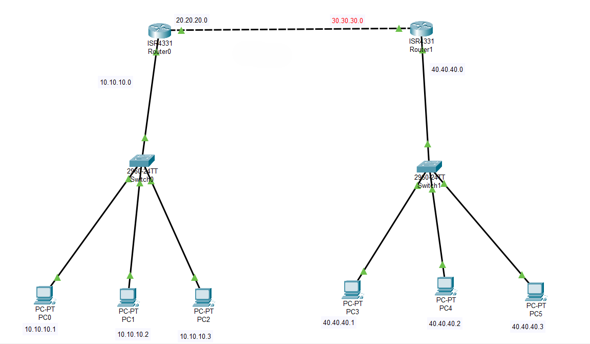 20.20.20.0
30.30.30.0
ISR4331
Router0
ISR4331
Router1
10.10.10.0
40.40.40.0
2960-24TT
Switch0
2960-24TT
Switch1
PC-PT
PC0
PC-PT
PC1
PC-PT
PC2
PC-PT
PC3
PC-PT
PC4
PC-PT
PC5
10.10.10.1
10.10.10.2
10.10.10.3
40.40.40.1
40.40.40.2
40.40.40.3